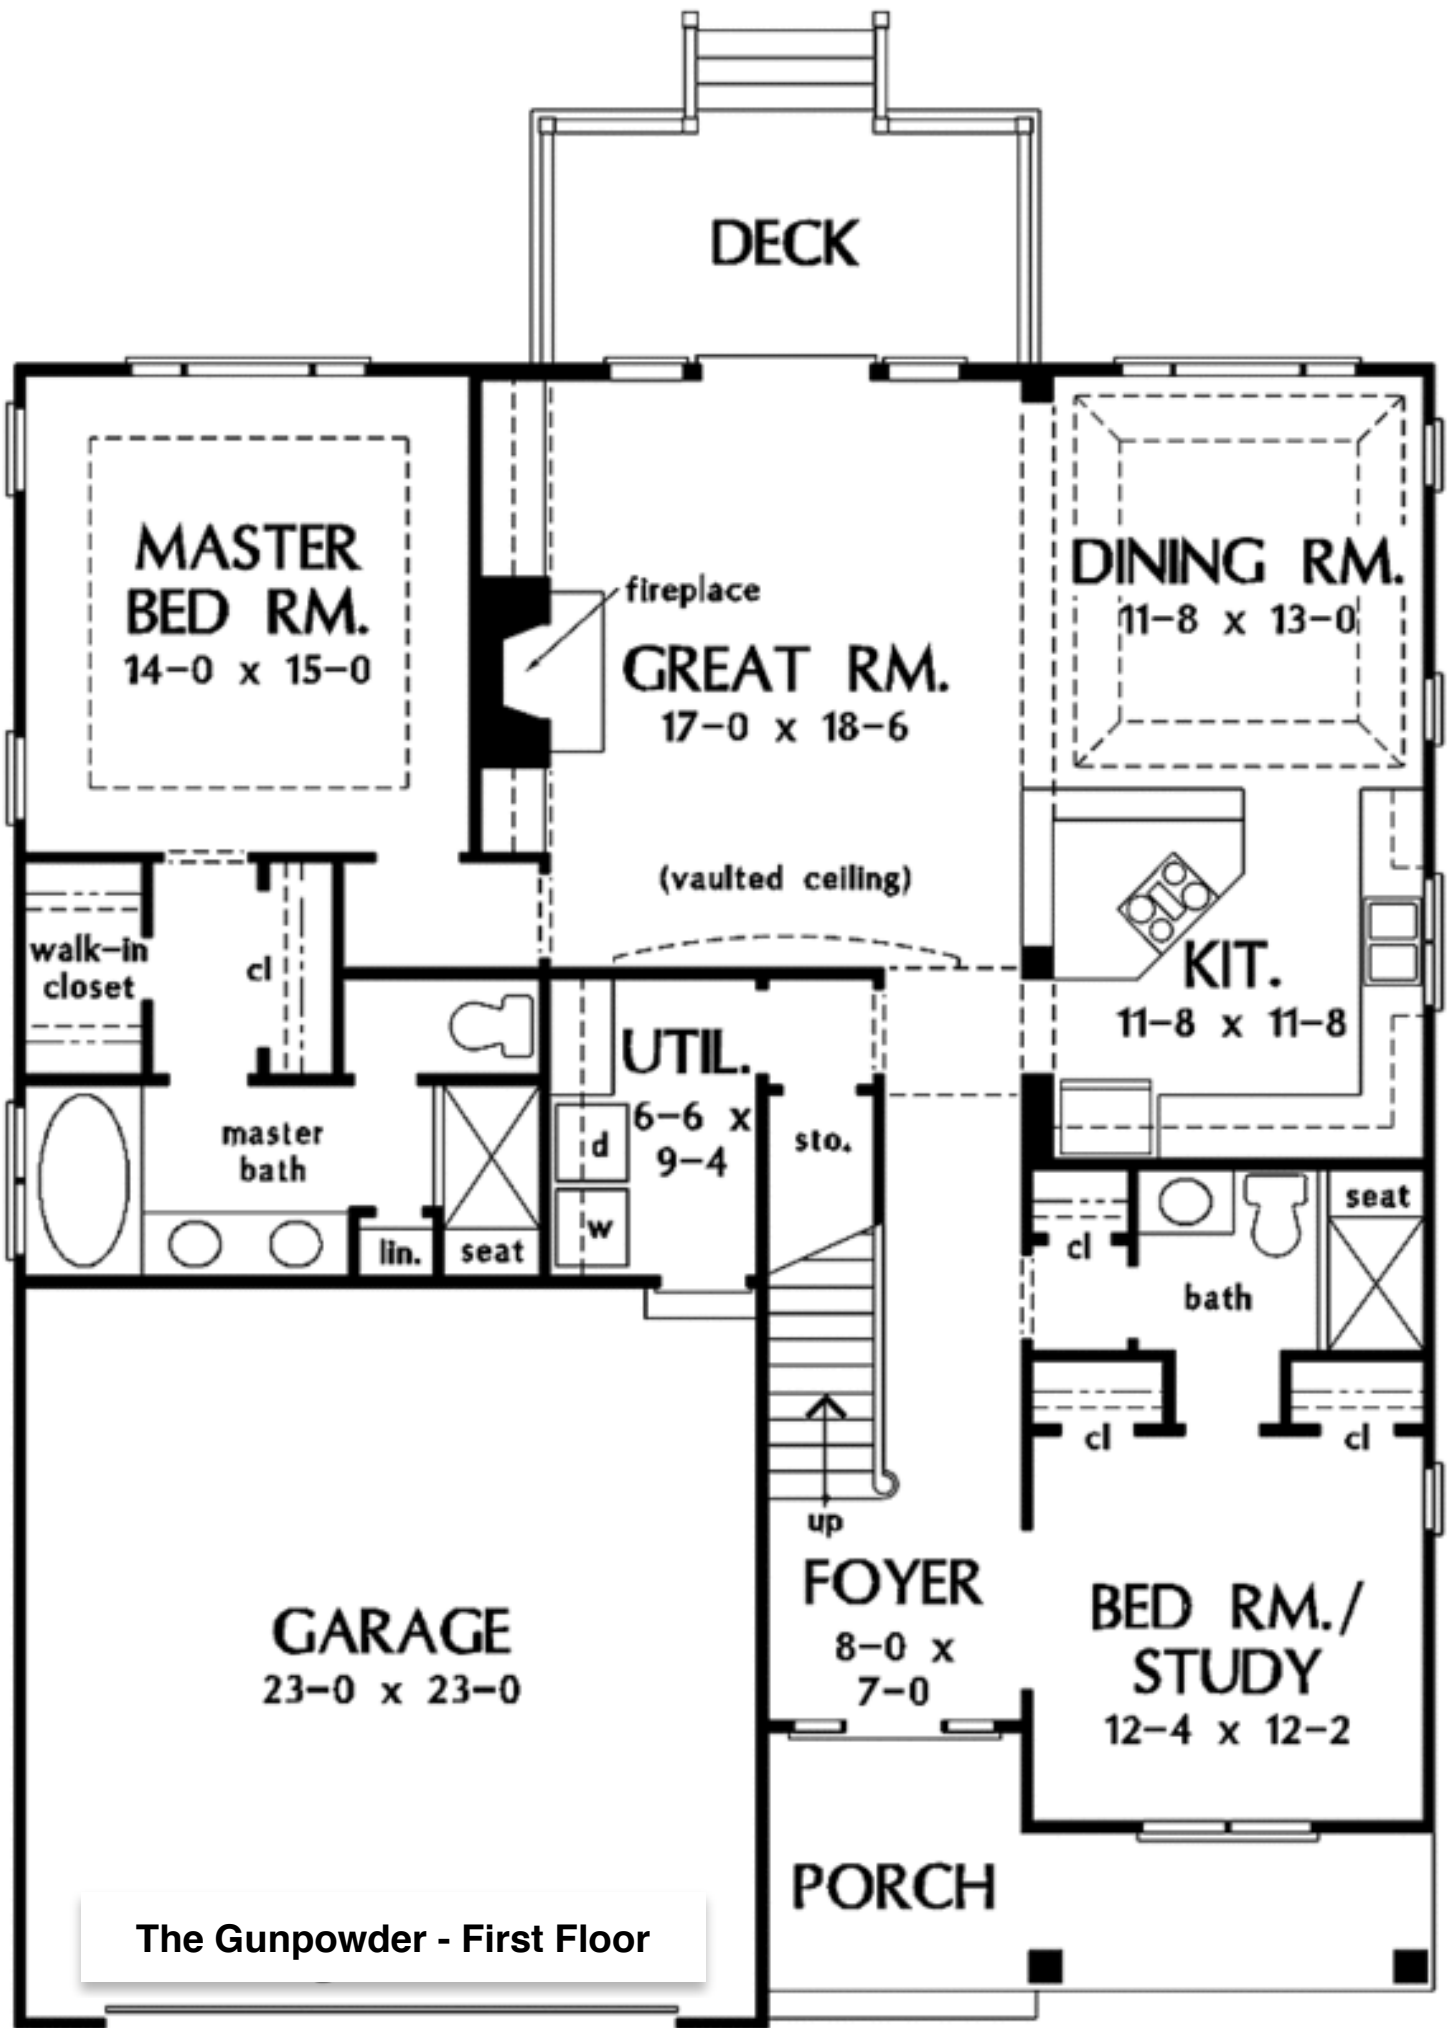 DECK
MASTER
BED RM.
14-0 x 15-0
fireplace
GREAT RM.
17-0 x 18-6
(vaulted ceiling)
DINING RM.
11-8 x 13-0
walk-in
closet
cl
KIT.
11-8 x 11-8
UTIL.
6-6 x
9-4
d
w
sto.
master
bath
lin.
seat
cl
bath
seat
cl
cl
up
FOYER
8-0 x
7-0
BED RM./
STUDY
12-4 x 12-2
GARAGE
23-0 x 23-0
PORCH
The Gunpowder - First Floor